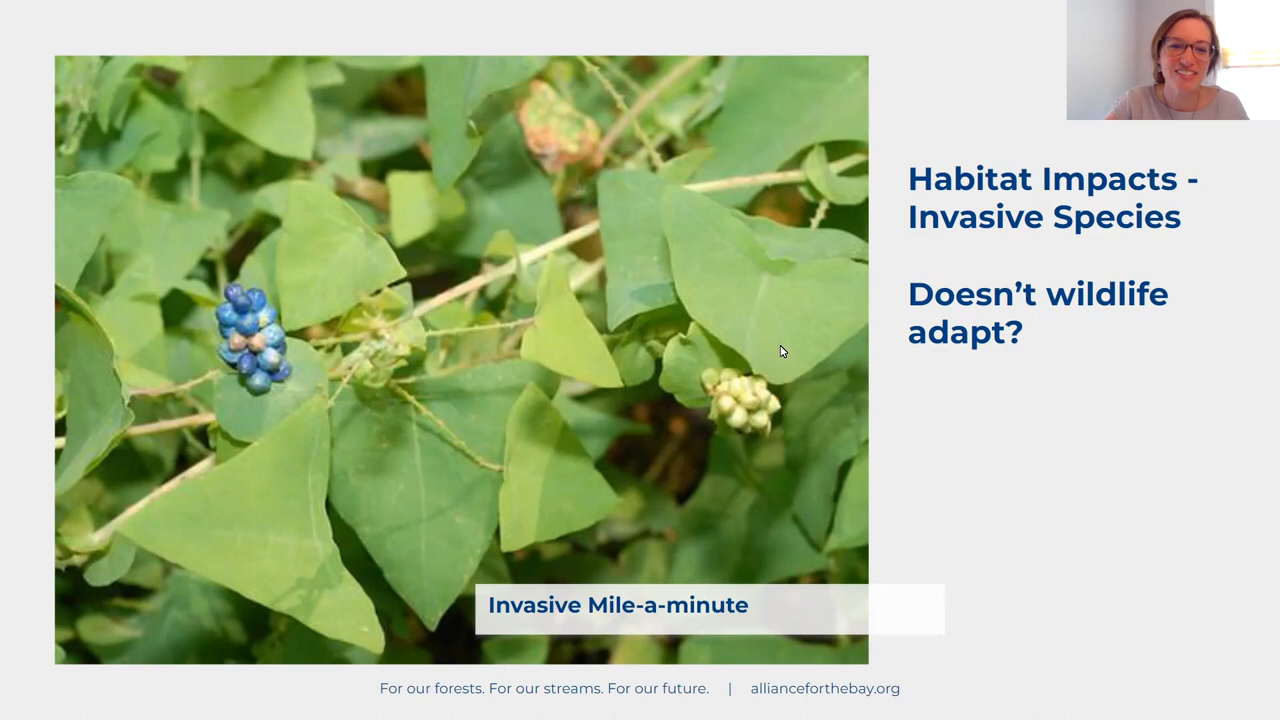 Habitat Impacts -
Invasive Species
Doesn’t wildlife
adapt?
Invasive Mile-a-minute
For our forests. For our streams. For our future. | allianceforthebay.org